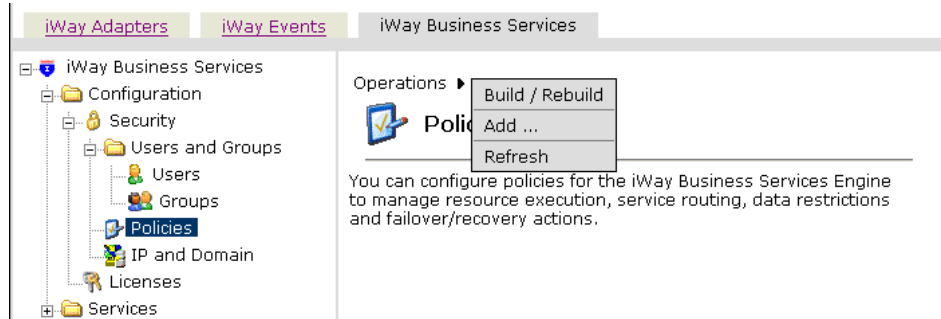 iWay Adapters iWay Events iWay Business Services
iWay Business Services
Configuration
Security
Users and Groups
Users
Groups
Policies
IP and Domain
Licenses
Services
Operations
Build / Rebuild
Add ...
Refresh
You can configure policies for the iWay Business Services Engine
to manage resource execution, service routing, data restrictions
and failover/recovery actions.